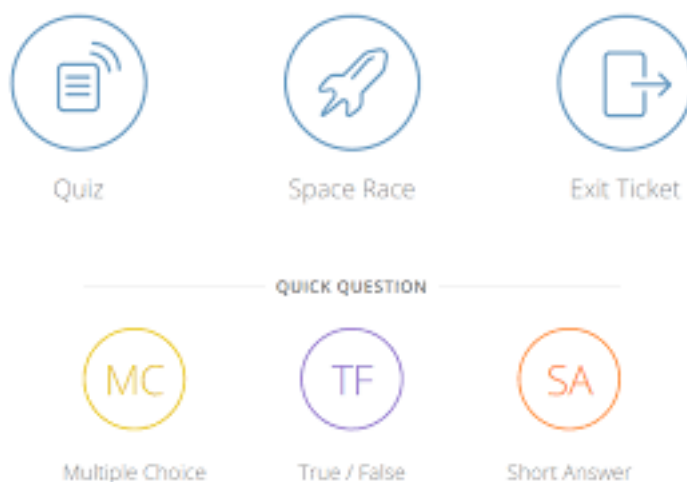 Quiz
Space Race
Exit Ticket
QUICK QUESTION
MC
TF
SA
Multiple Choice
True / False
Short Answer